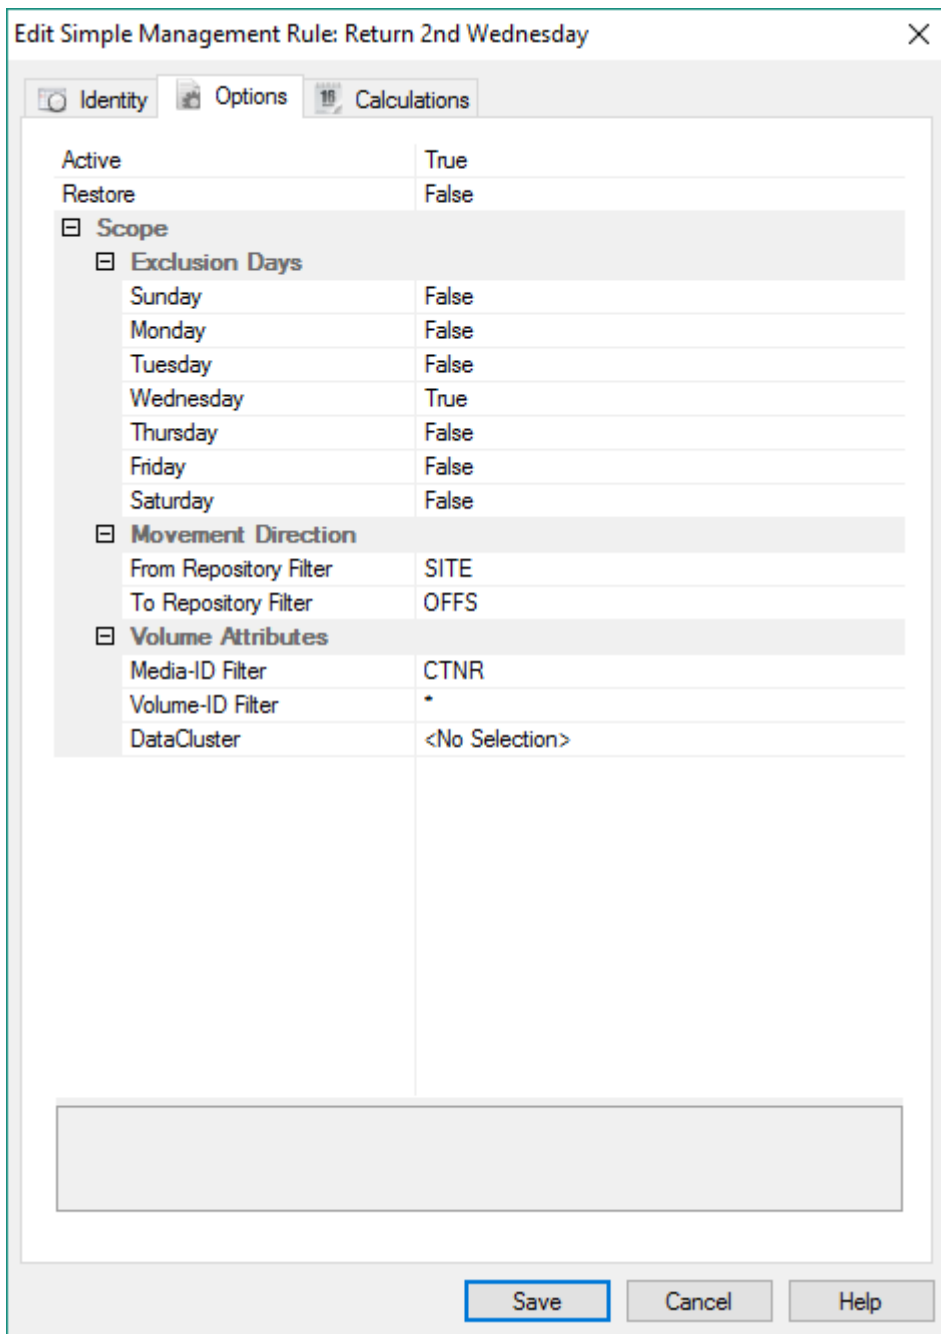 Edit Simple Management Rule: Return 2nd Wednesday
Identity Options 16 Calculations
Active True
Restore False
Scope
Exclusion Days
Sunday False
Monday False
Tuesday False
Wednesday True
Thursday False
Friday False
Saturday False
Movement Direction
From Repository Filter SITE
To Repository Filter OFFS
Volume Attributes
Media-ID Filter CTNR
Volume-ID Filter *
DataCluster <No Selection>
Save Cancel Help